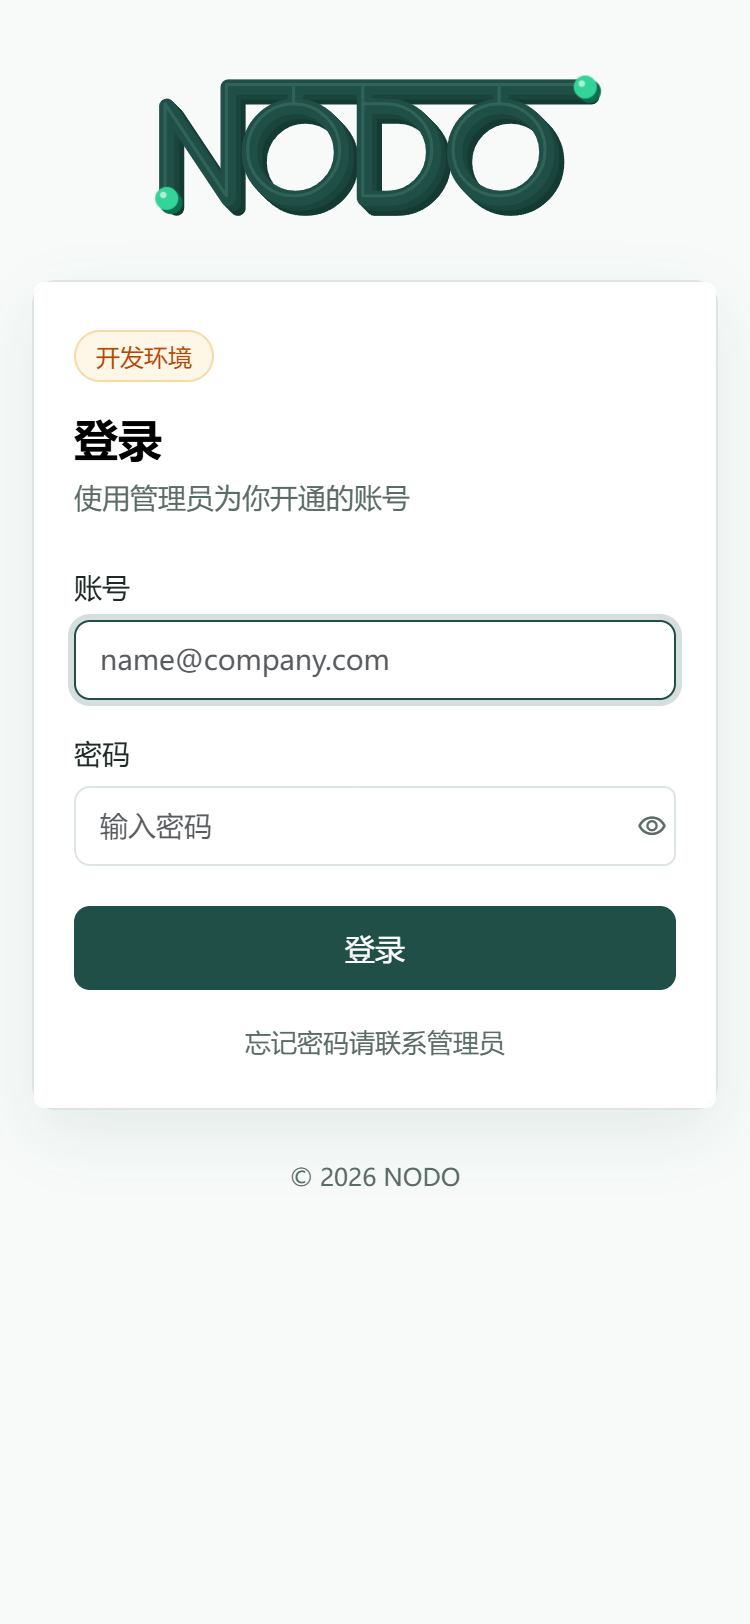 NODO
开发环境
登录
使用管理员为你开通的账号
账号
name@company.com
密码
输入密码
登录
忘记密码请联系管理员
© 2026 NODO